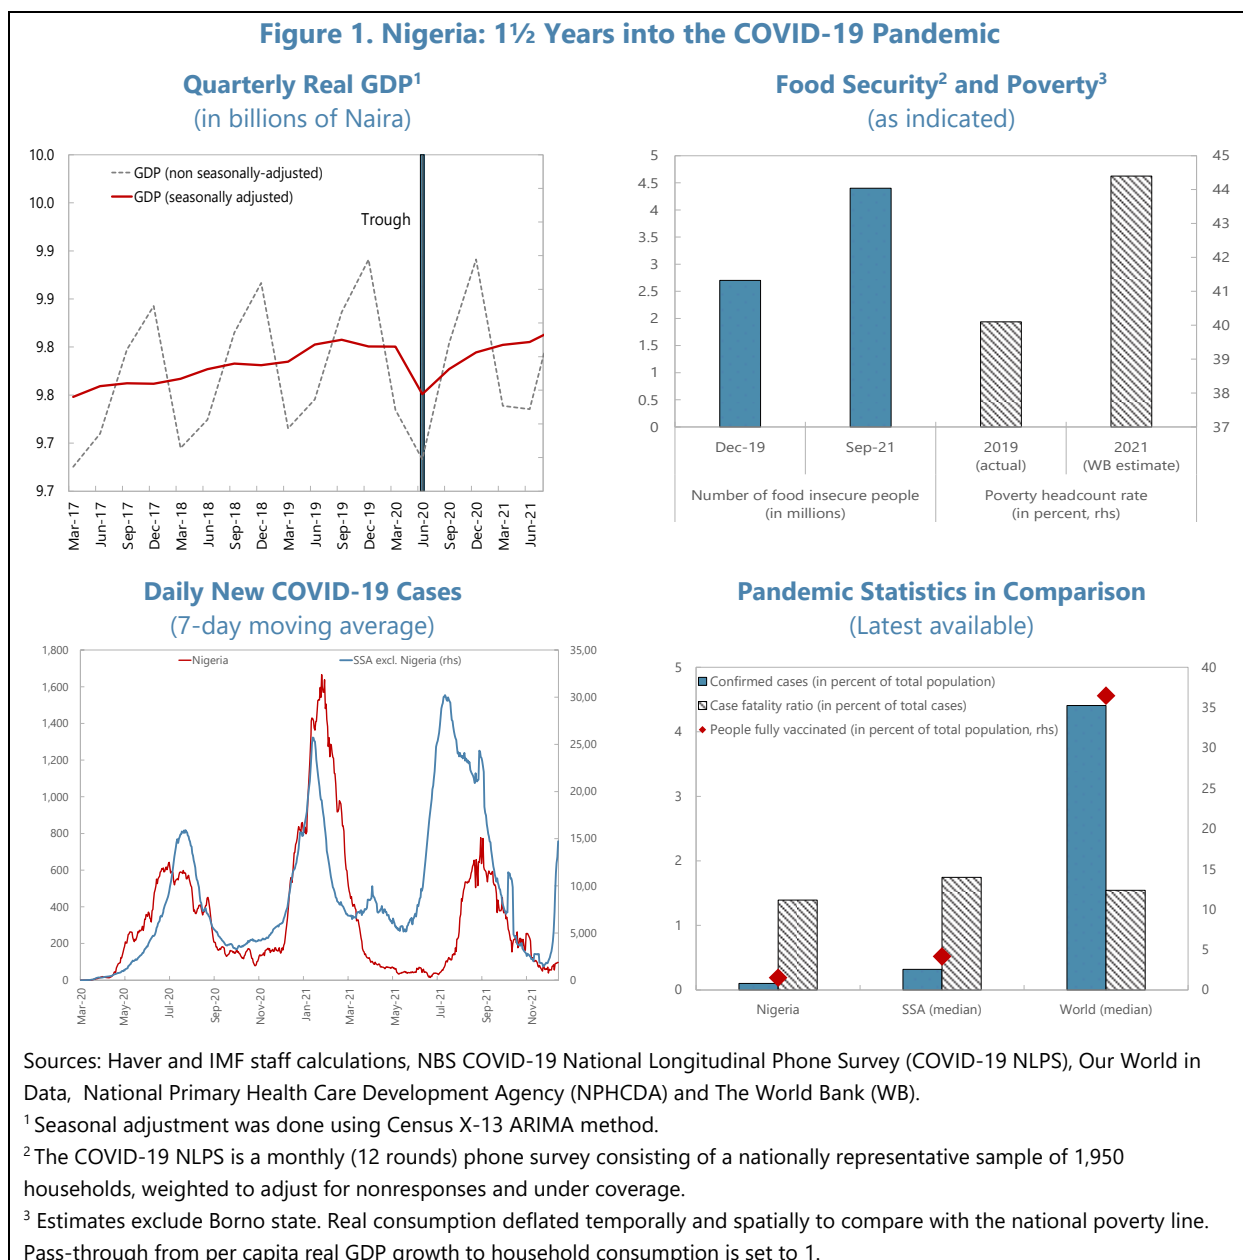 Figure 1. Nigeria: 1½ Years into the COVID-19 Pandemic
Quarterly Real GDP¹
(in billions of Naira)
10.0
10.0
9.9
9.9
9.8
9.8
9.7
9.7
GDP (non seasonally-adjusted)
GDP (seasonally adjusted)
Trough
Mar-17
Jun-17
Sep-17
Dec-17
Mar-18
Jun-18
Sep-18
Dec-18
Mar-19
Jun-19
Sep-19
Dec-19
Mar-20
Jun-20
Sep-20
Dec-20
Mar-21
Jun-21
Food Security² and Poverty³
(as indicated)
5
4.5
4
3.5
3
2.5
2
1.5
1
0.5
0
45
44
43
42
41
40
39
38
37
Dec-19
Sep-21
2019
(actual)
2021
(WB estimate)
Number of food insecure people
(in millions)
Poverty headcount rate
(in percent, rhs)
Daily New COVID-19 Cases
(7-day moving average)
1,800
1,600
1,400
1,200
1,000
800
600
400
200
0
Nigeria
SSA excl. Nigeria (rhs)
35,00
30,00
25,00
20,00
15,00
10,00
5,000
0
Mar-20
May-20
Jul-20
Sep-20
Nov-20
Jan-21
Mar-21
May-21
Jul-21
Sep-21
Nov-21
Pandemic Statistics in Comparison
(Latest available)
5
4
3
2
1
0
Confirmed cases (in percent of total population)
Case fatality ratio (in percent of total cases)
People fully vaccinated (in percent of total population, rhs)
40
35
30
25
20
15
10
5
0
Nigeria
SSA (median)
World (median)
Sources: Haver and IMF staff calculations, NBS COVID-19 National Longitudinal Phone Survey (COVID-19 NLPS), Our World in
Data, National Primary Health Care Development Agency (NPHCDA) and The World Bank (WB).
¹ Seasonal adjustment was done using Census X-13 ARIMA method.
² The COVID-19 NLPS is a monthly (12 rounds) phone survey consisting of a nationally representative sample of 1,950
households, weighted to adjust for nonresponses and under coverage.
³ Estimates exclude Borno state. Real consumption deflated temporally and spatially to compare with the national poverty line.
Pass-through from per capita real GDP growth to household consumption is set to 1.